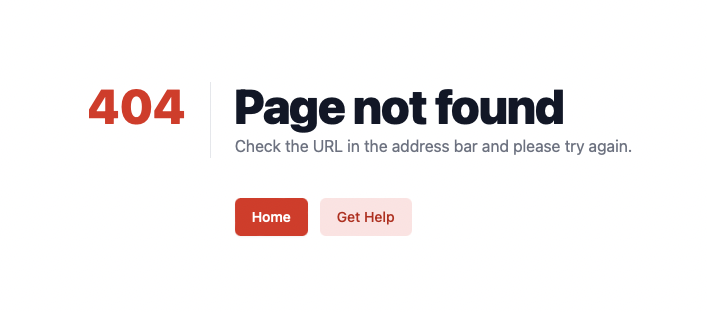 404
Page not found
Check the URL in the address bar and please try again.
Home
Get Help